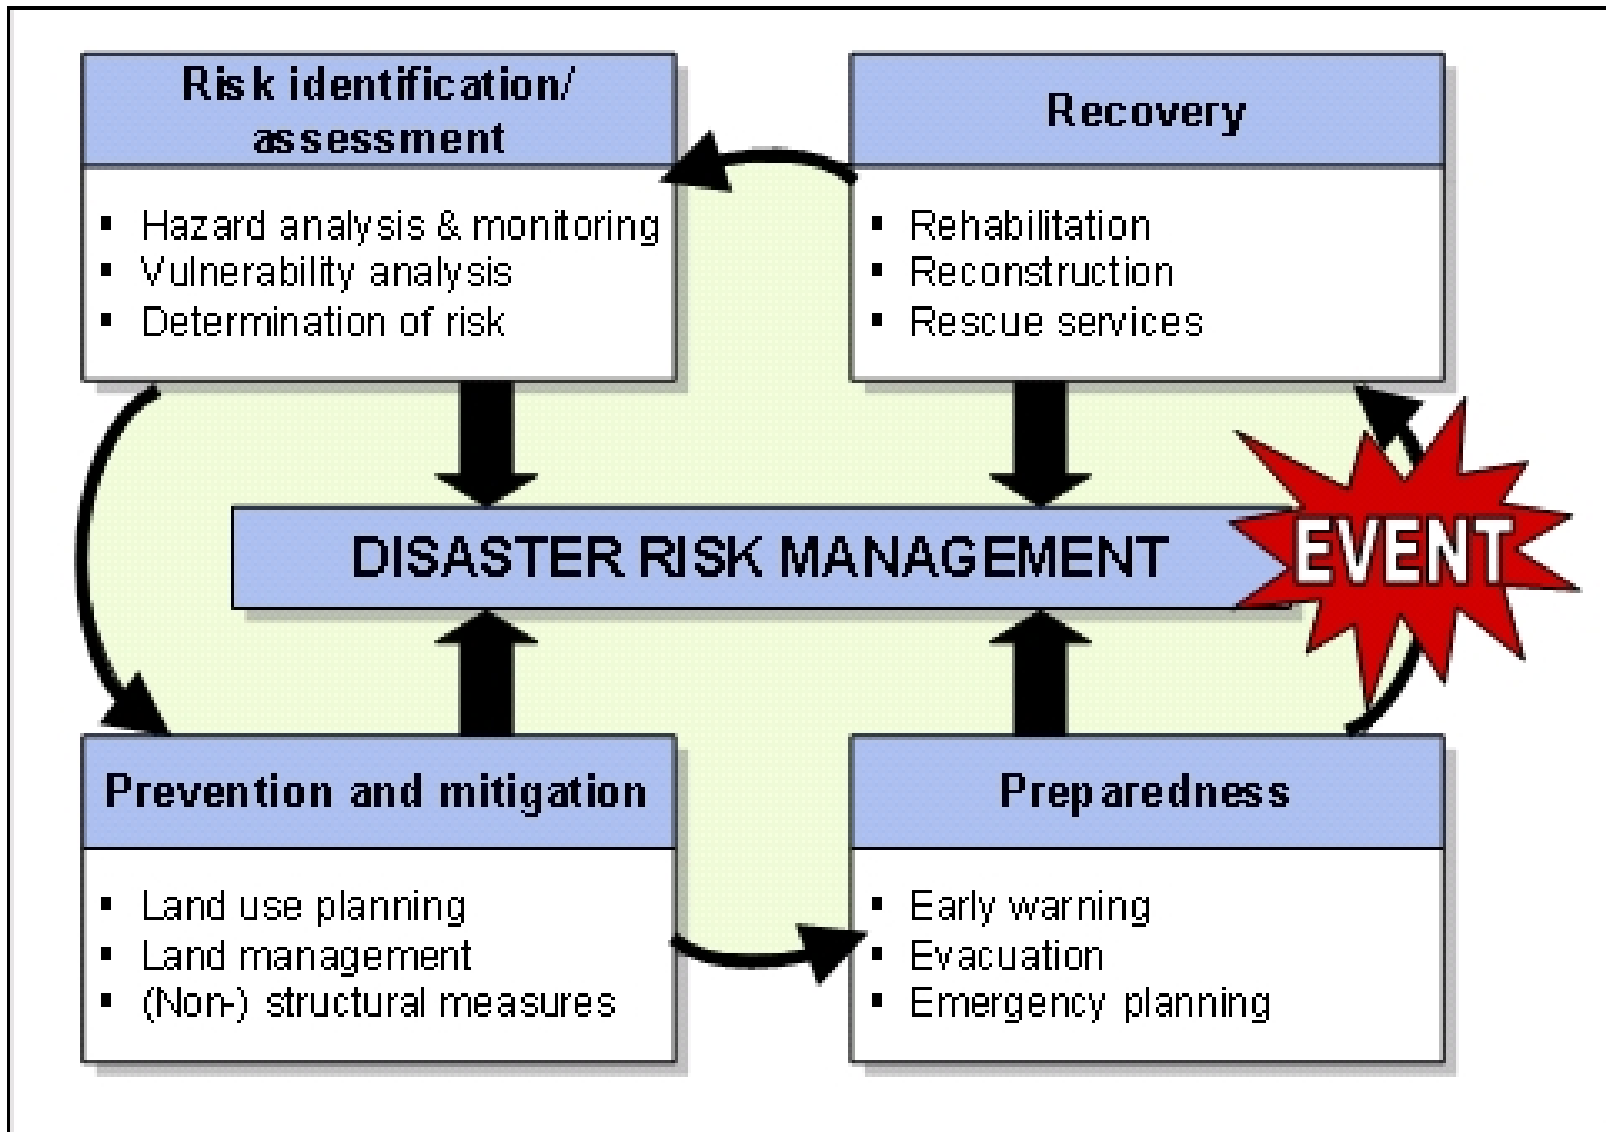 Risk identification/
assessment
▪ Hazard analysis & monitoring
▪ Vulnerability analysis
▪ Determination of risk
Recovery
▪ Rehabilitation
▪ Reconstruction
▪ Rescue services
DISASTER RISK MANAGEMENT
EVENT
Prevention and mitigation
▪ Land use planning
▪ Land management
▪ (Non-) structural measures
Preparedness
▪ Early warning
▪ Evacuation
▪ Emergency planning